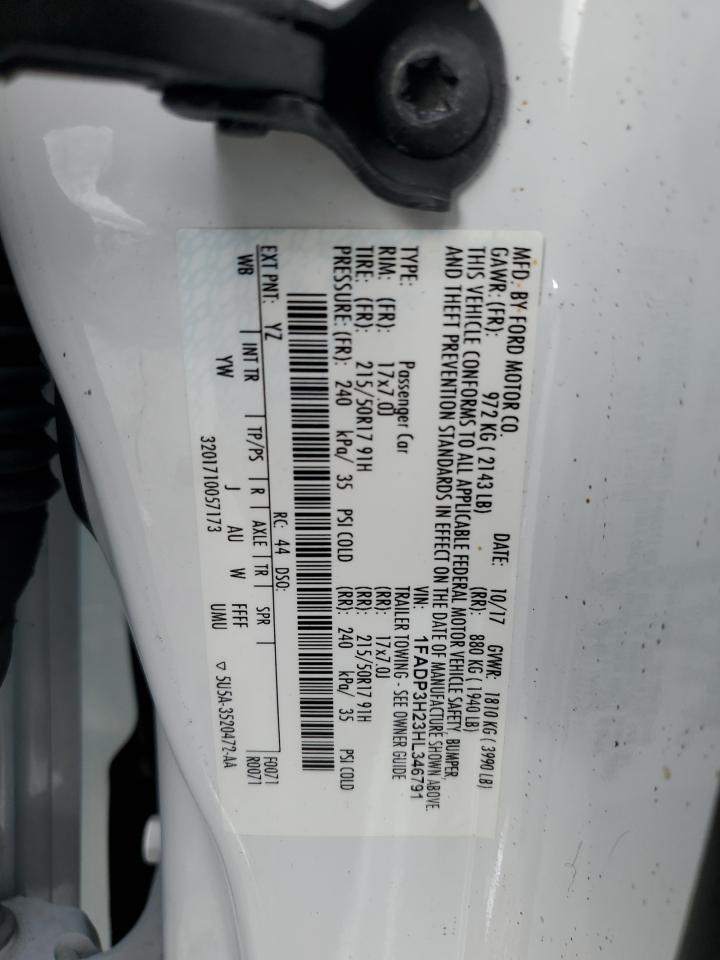 MFD. BY FORD MOTOR CO.
DATE: 10/17 GVWR: 1810 KG ( 3990 LB)
GAWR: (FR): 972 KG ( 2143 LB) (RR): 880 KG ( 1940 LB)
THIS VEHICLE CONFORMS TO ALL APPLICABLE FEDERAL MOTOR VEHICLE SAFETY, BUMPER,
AND THEFT PREVENTION STANDARDS IN EFFECT ON THE DATE OF MANUFACTURE SHOWN ABOVE.
VIN: 1FADP3H23HL346791
TYPE: Passenger Car TRAILER TOWING - SEE OWNER GUIDE
RIM: (FR): 17x7.0J (RR): 17x7.0J
TIRE: (FR): 215/50R17 91H (RR): 215/50R17 91H
PRESSURE: (FR): 240 kPa/ 35 PSI COLD (RR): 240 kPa/ 35 PSI COLD
EXT PNT: YZ RC: 44 DSO: F0071
WB INT TR TP/PS R AXLE TR SPR R0071
YW J AU W FFFF ▽ 5U5A-3520472-AA
3201710057173 UMU